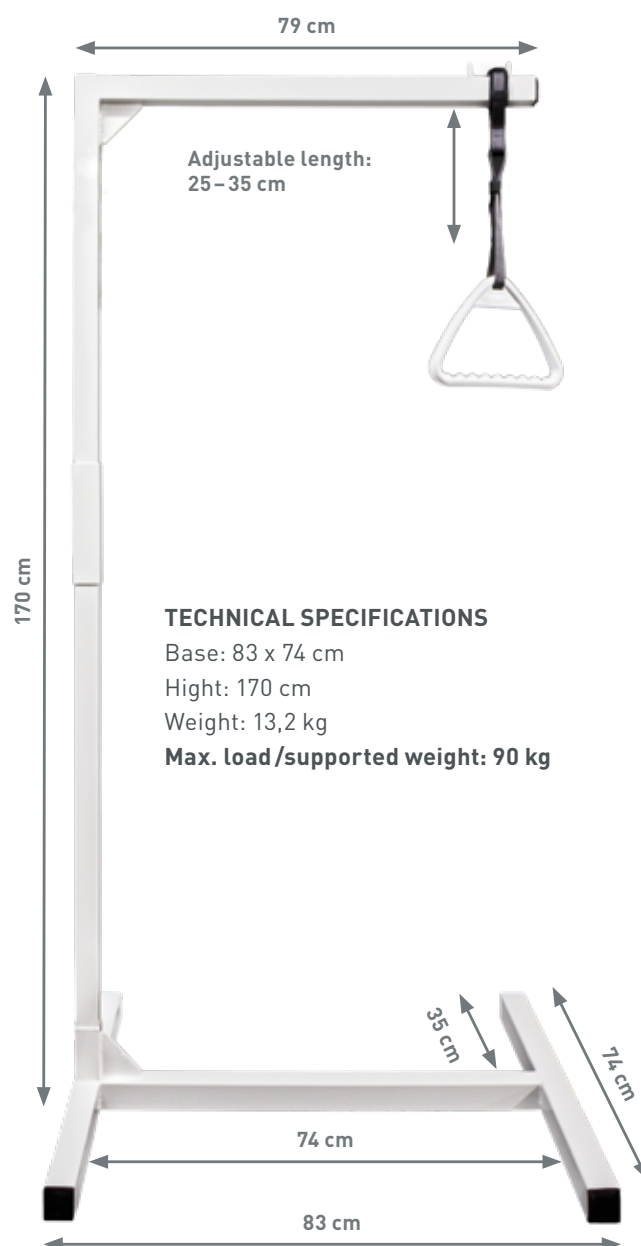 79 cm
Adjustable length:
25–35 cm
170 cm
TECHNICAL SPECIFICATIONS
Base: 83 x 74 cm
Hight: 170 cm
Weight: 13,2 kg
Max. load/supported weight: 90 kg
35 cm
74 cm
74 cm
83 cm